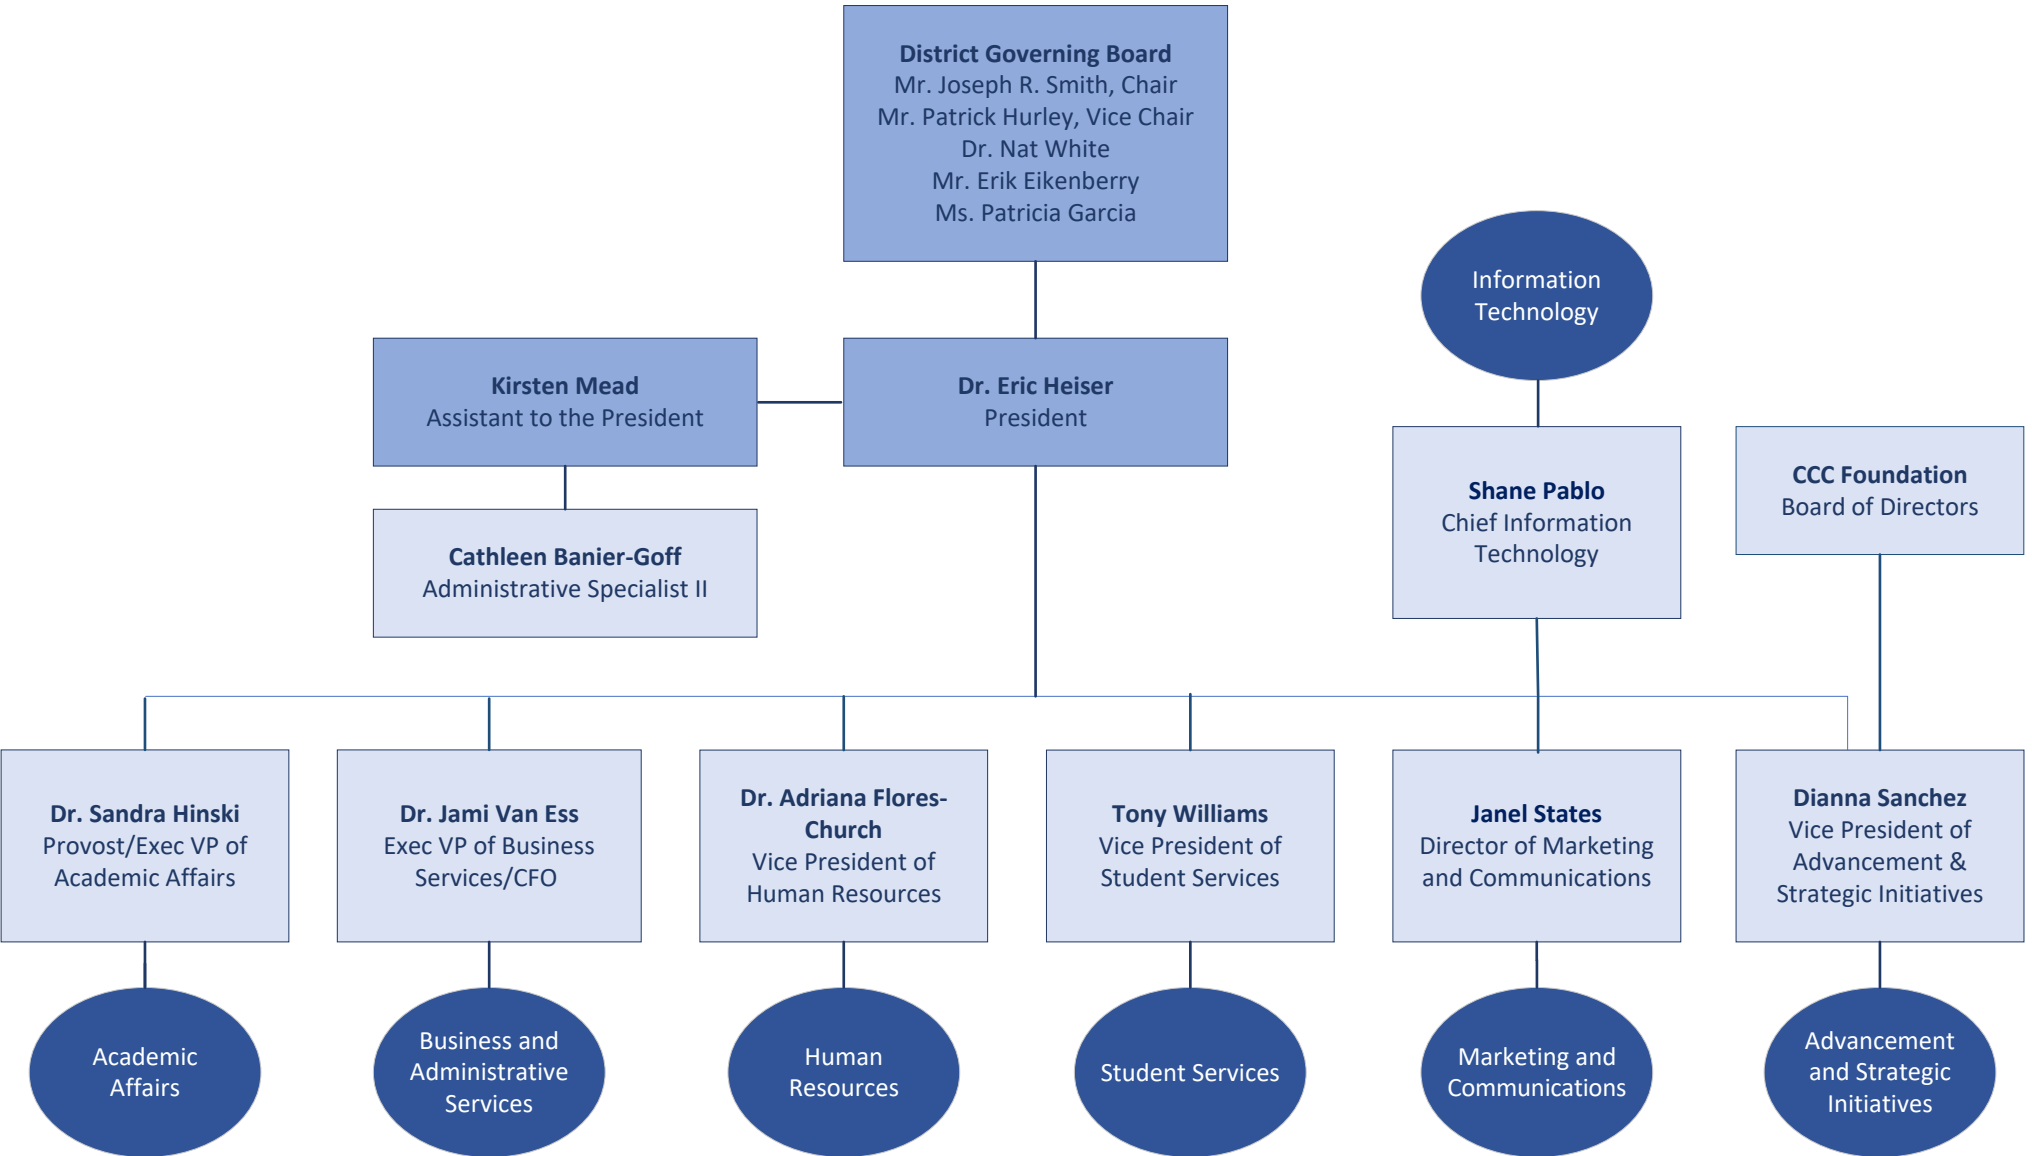 District Governing Board
Mr. Joseph R. Smith, Chair
Mr. Patrick Hurley, Vice Chair
Dr. Nat White
Mr. Erik Eikenberry
Ms. Patricia Garcia
Information
Technology
Kirsten Mead
Assistant to the President
Dr. Eric Heiser
President
Shane Pablo
Chief Information
Technology
CCC Foundation
Board of Directors
Cathleen Banier-Goff
Administrative Specialist II
Dr. Sandra Hinski
Provost/Exec VP of
Academic Affairs
Dr. Jami Van Ess
Exec VP of Business
Services/CFO
Dr. Adriana Flores-
Church
Vice President of
Human Resources
Tony Williams
Vice President of
Student Services
Janel States
Director of Marketing
and Communications
Dianna Sanchez
Vice President of
Advancement &
Strategic Initiatives
Academic
Affairs
Business and
Administrative
Services
Human
Resources
Student Services
Marketing and
Communications
Advancement
and Strategic
Initiatives